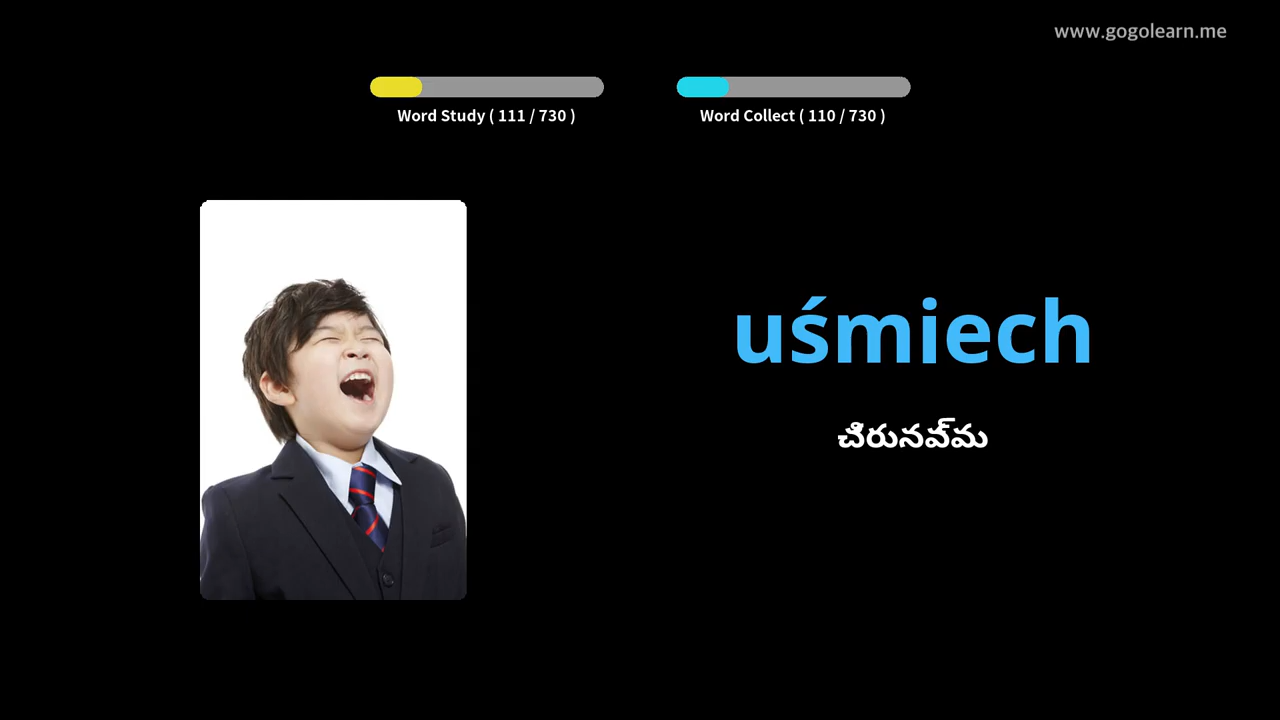 www.gogolearn.me
Word Study ( 111 / 730 )
Word Collect ( 110 / 730 )
uśmiech
చిరునవ్వు